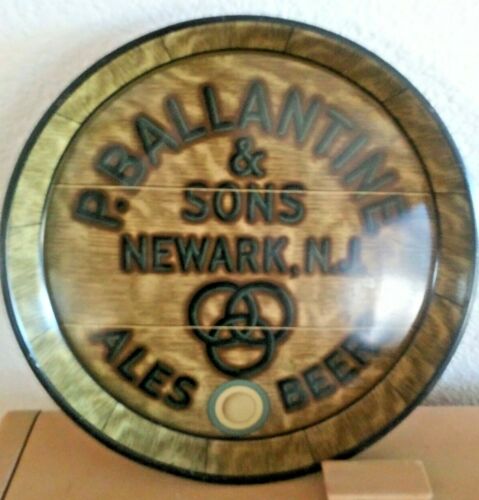 P. BALLANTINE
&
SONS
NEWARK, N.J.
ALES BEER